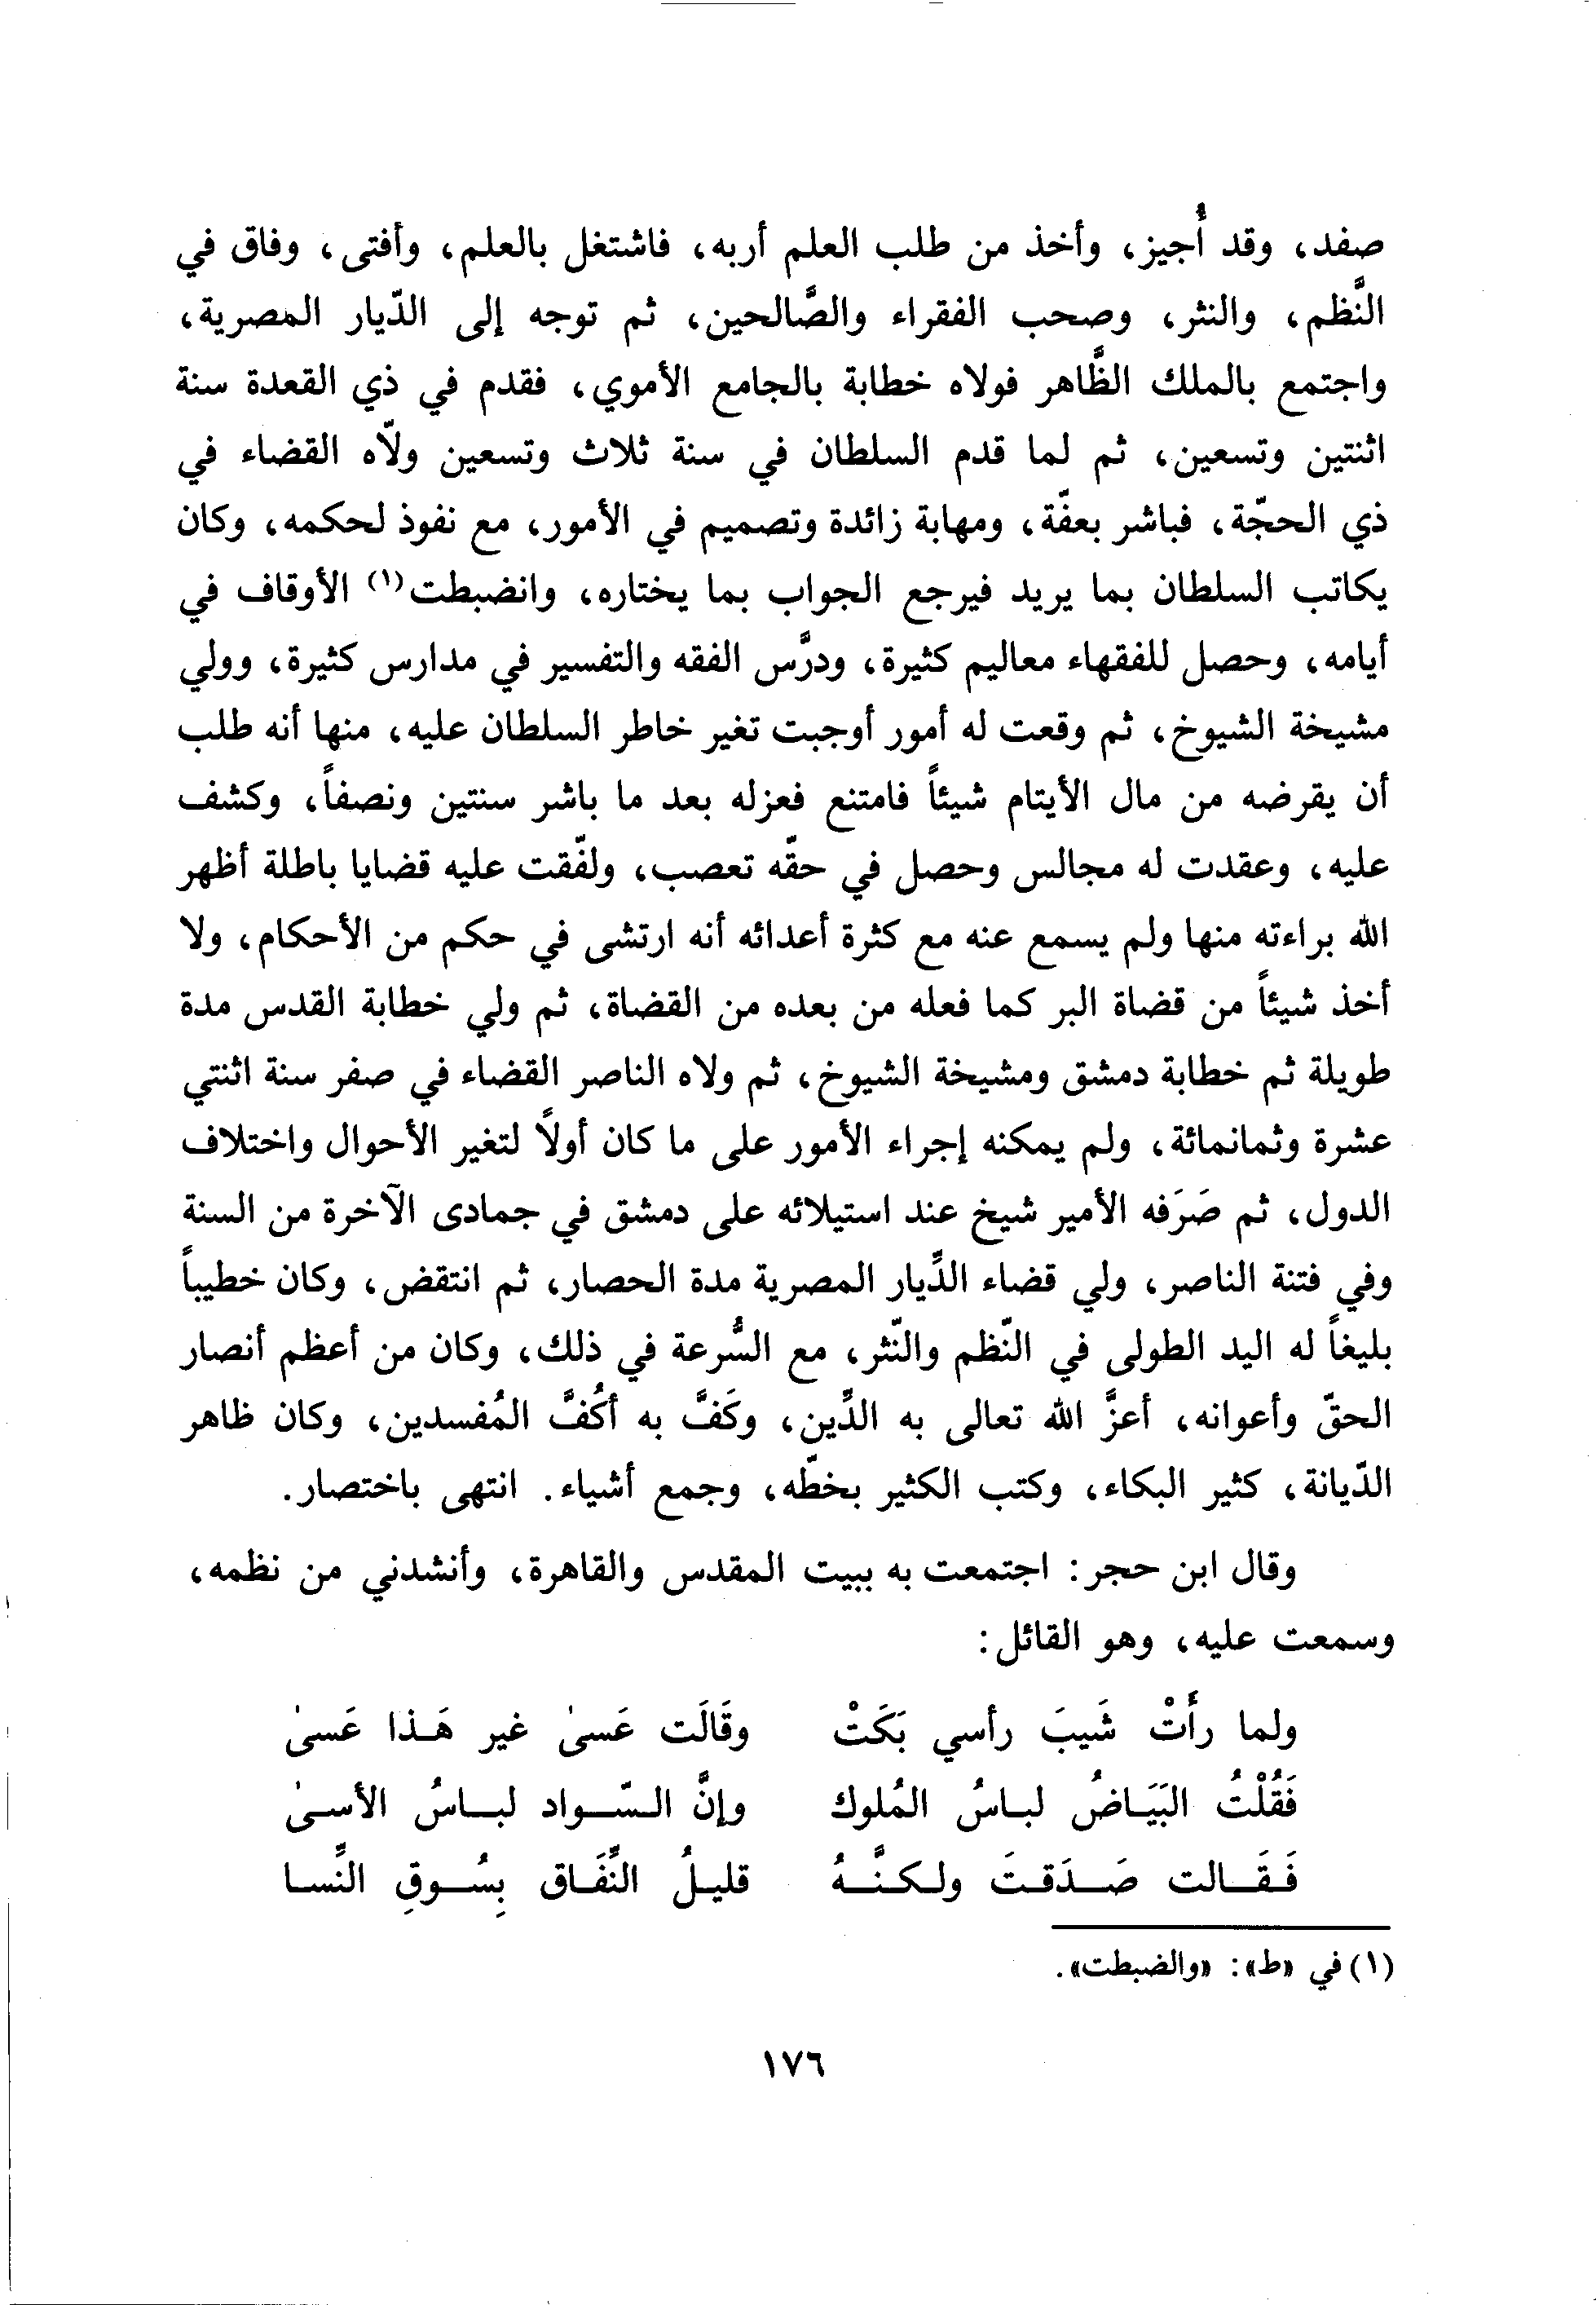 صفد، وقد أُجيز، وأخذ من طلب العلم أربه، فاشتغل بالعلم، وأفتى، وفاق في
النَّظم، والنثر، وصحب الفقراء والصَّالحين، ثم توجه إلى الدّيار المصرية،
واجتمع بالملك الظَّاهر فولاه خطابة بالجامع الأموي، فقدم في ذي القعدة سنة
اثنتين وتسعين، ثم لما قدم السلطان في سنة ثلاث وتسعين ولّاه القضاء في
ذي الحجّة، فباشر بعفّة، ومهابة زائدة وتصميم في الأمور، مع نفوذ لحكمه، وكان
يكاتب السلطان بما يريد فيرجع الجواب بما يختاره، وانضبطت(١) الأوقاف في
أيامه، وحصل للفقهاء معاليم كثيرة، ودرَّس الفقه والتفسير في مدارس كثيرة، وولي
مشيخة الشيوخ، ثم وقعت له أمور أوجبت تغير خاطر السلطان عليه، منها أنه طلب
أن يقرضه من مال الأيتام شيئاً فامتنع فعزله بعد ما باشر سنتين ونصفاً، وكشف
عليه، وعقدت له مجالس وحصل في حقّه تعصب، ولفّقت عليه قضايا باطلة أظهر
الله براءته منها ولم يسمع عنه مع كثرة أعدائه أنه ارتشى في حكم من الأحكام، ولا
أخذ شيئاً من قضاة البر كما فعله من بعده من القضاة، ثم ولي خطابة القدس مدة
طويلة ثم خطابة دمشق ومشيخة الشيوخ، ثم ولاه الناصر القضاء في صفر سنة اثنتي
عشرة وثمانمائة، ولم يمكنه إجراء الأمور على ما كان أولاً لتغير الأحوال واختلاف
الدول، ثم صَرَفه الأمير شيخ عند استيلائه على دمشق في جمادى الآخرة من السنة
وفي فتنة الناصر، ولي قضاء الدِّيار المصرية مدة الحصار، ثم انتقض، وكان خطيباً
بليغاً له اليد الطولى في النّظم والنّثر، مع السُّرعة في ذلك، وكان من أعظم أنصار
الحقّ وأعوانه، أعزَّ الله تعالى به الدِّين، وكَفَّ به أكُفَّ المُفسدين، وكان ظاهر
الدّيانة، كثير البكاء، وكتب الكثير بخطّه، وجمع أشياء. انتهى باختصار.
وقال ابن حجر: اجتمعت به ببيت المقدس والقاهرة، وأنشدني من نظمه،
وسمعت عليه، وهو القائل:
ولما رأَتْ شَيبَ رأسي بَكَتْ وقَالَت عَسىٰ غير هَذا عَسىٰ
فَقُلْتُ البَيَاضُ لباسُ المُلوك وإنَّ السّواد لباسُ الأسىٰ
فَقَالت صَدَقتَ ولكنَّهُ قليلُ النَّفَاق بِسُوقِ النِّسا
(١) في «ط»: «والضبطت».
١٧٦